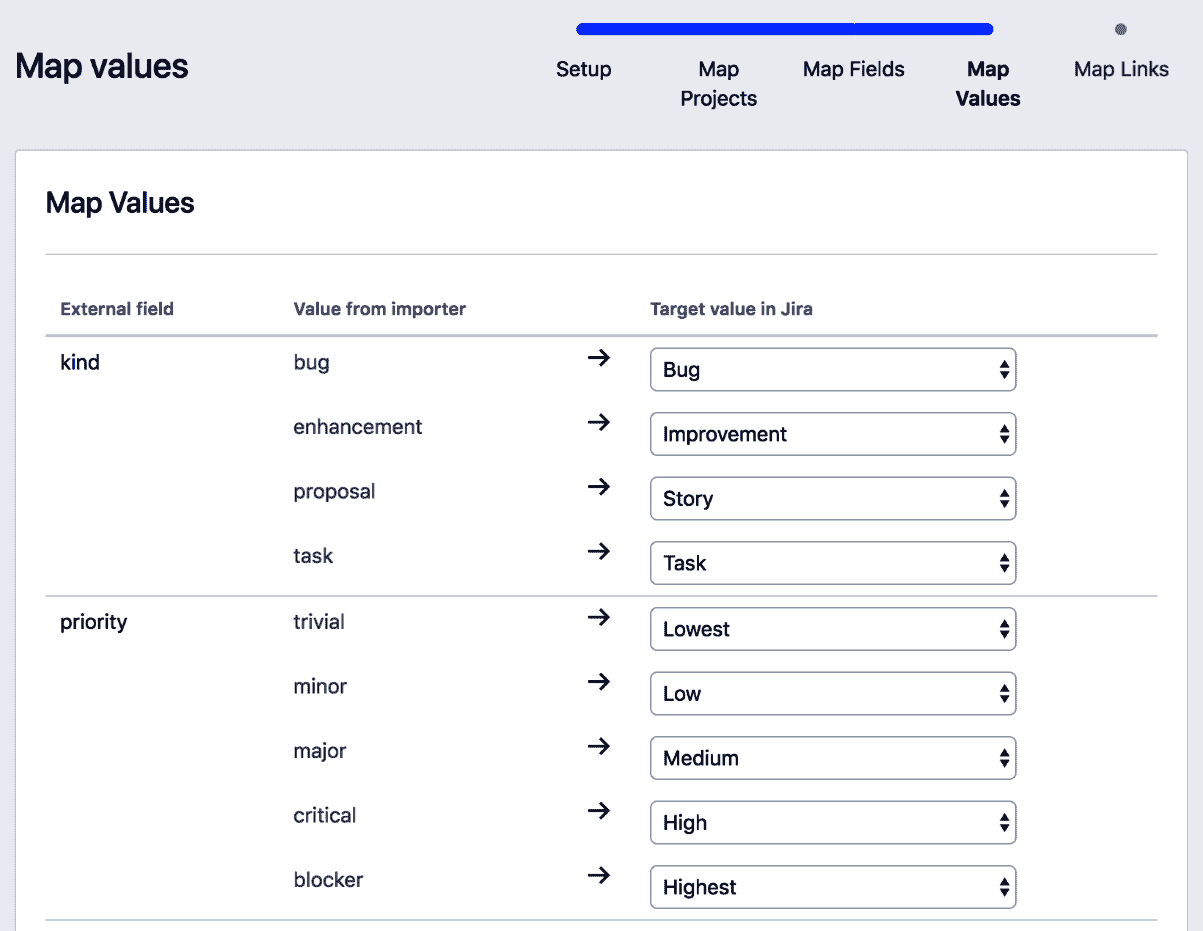 Map values
Setup
Map Projects
Map Fields
Map Values
Map Links
Map Values
External field Value from importer Target value in Jira
kind bug → Bug
enhancement → Improvement
proposal → Story
task → Task
priority trivial → Lowest
minor → Low
major → Medium
critical → High
blocker → Highest